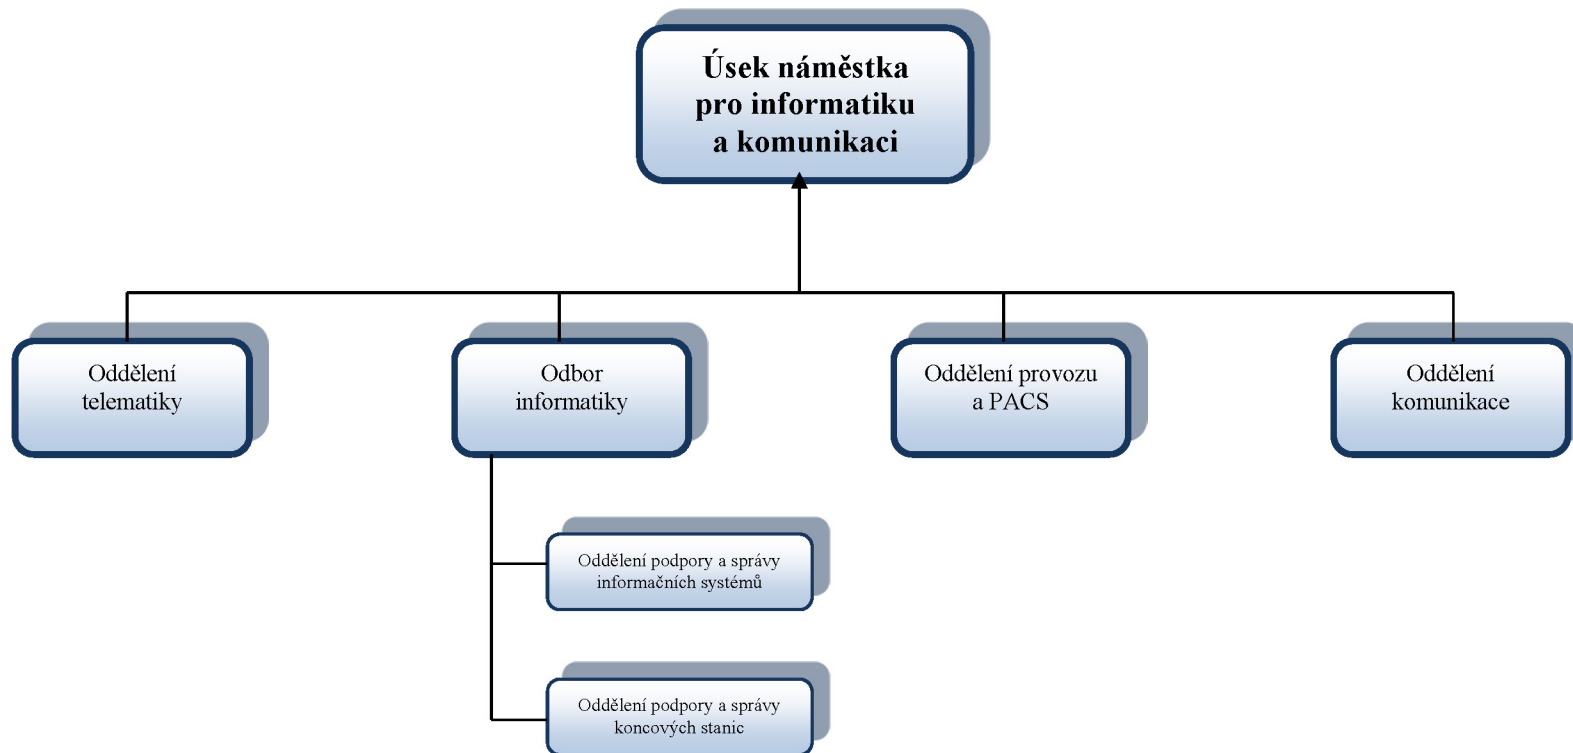 Úsek náměstka
pro informatiku
a komunikaci
Oddělení
telematiky
Odbor
informatiky
Oddělení provozu
a PACS
Oddělení
komunikace
Oddělení podpory a správy
informačních systémů
Oddělení podpory a správy
koncových stanic